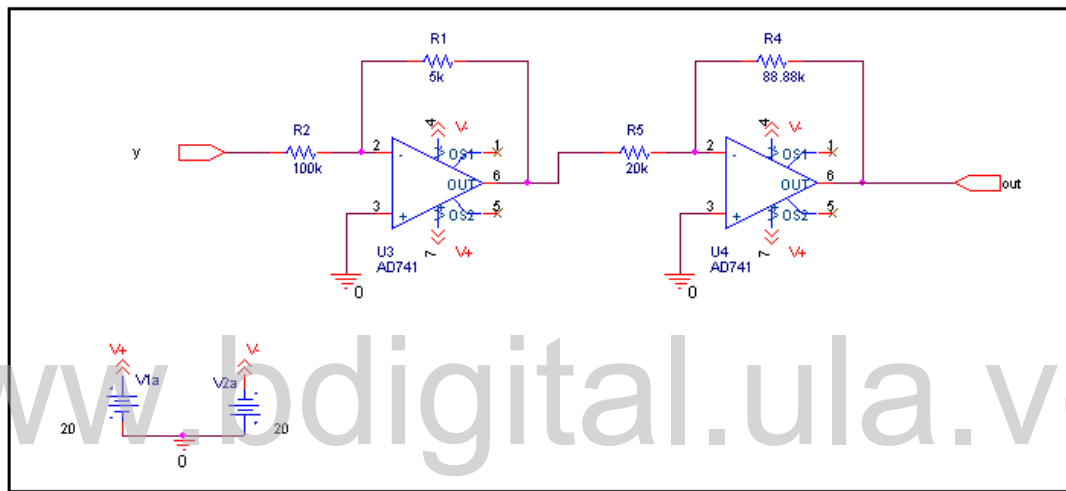 R1
5k
R4
88.88k
y
R2
100k
2
-
4
V-
OS1
1
OUT
6
3
+
OS2
5
7
V+
U3
AD741
0
R5
20k
2
-
4
V-
OS1
1
OUT
6
3
+
OS2
5
7
V+
U4
AD741
0
out
V+
V-
V1a
V2a
20
20
0
www.bdigital.ula.ve